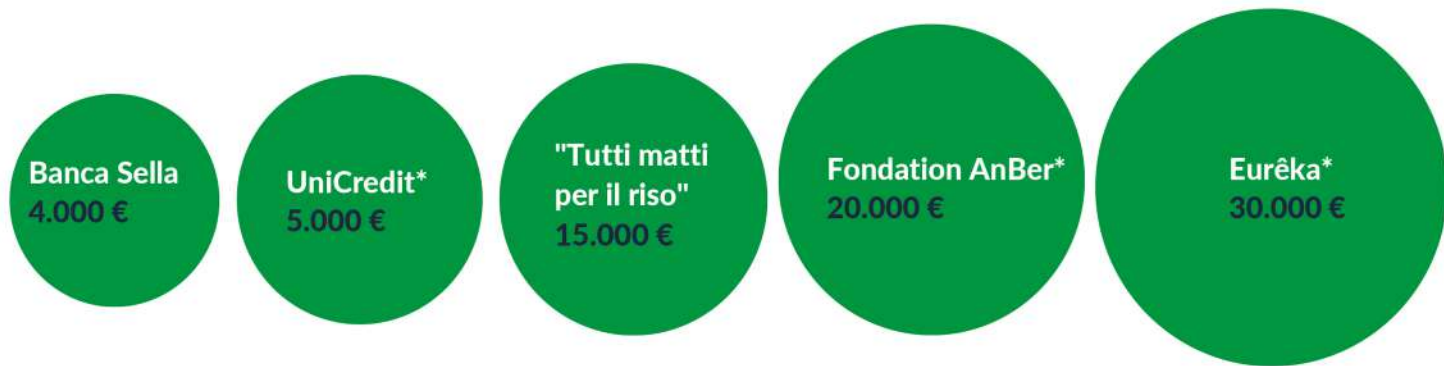 Banca Sella
4.000 €
UniCredit*
5.000 €
"Tutti matti
per il riso"
15.000 €
Fondation AnBer*
20.000 €
Eurêka*
30.000 €